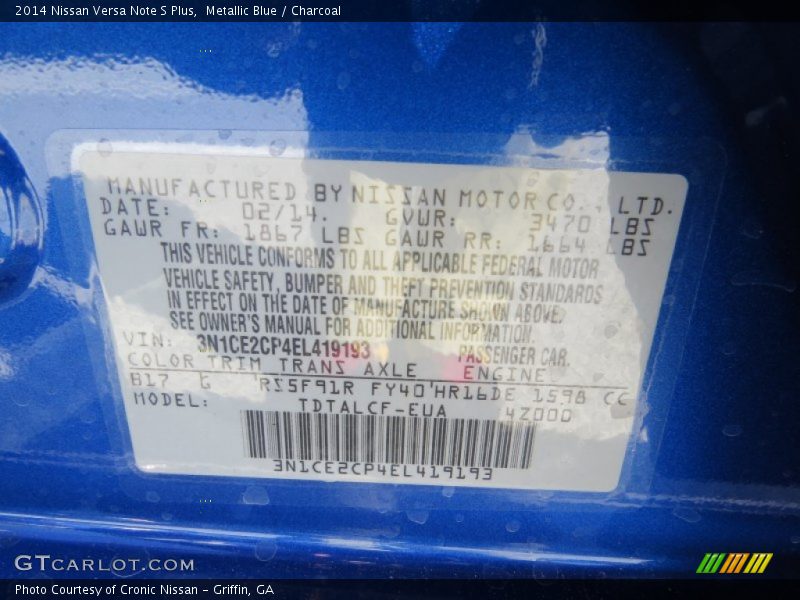 2014 Nissan Versa Note S Plus,  Metallic Blue / Charcoal
MANUFACTURED BY NISSAN MOTOR CO., LTD.
DATE: 02/14. GVWR: 3470 LBS
GAWR FR: 1867 LBS GAWR RR: 1664 LBS
THIS VEHICLE CONFORMS TO ALL APPLICABLE FEDERAL MOTOR
VEHICLE SAFETY, BUMPER AND THEFT PREVENTION STANDARDS
IN EFFECT ON THE DATE OF MANUFACTURE SHOWN ABOVE.
SEE OWNER'S MANUAL FOR ADDITIONAL INFORMATION.
VIN: 3N1CE2CP4EL419193 PASSENGER CAR.
COLOR TRIM TRANS AXLE ENGINE
B17 G RS5F91R FY40 HR16DE 1598 CC
MODEL: TDTALCF-EUA 4Z000
3N1CE2CP4EL419193
GTCARLOT.COM
Photo Courtesy of Cronic Nissan - Griffin, GA